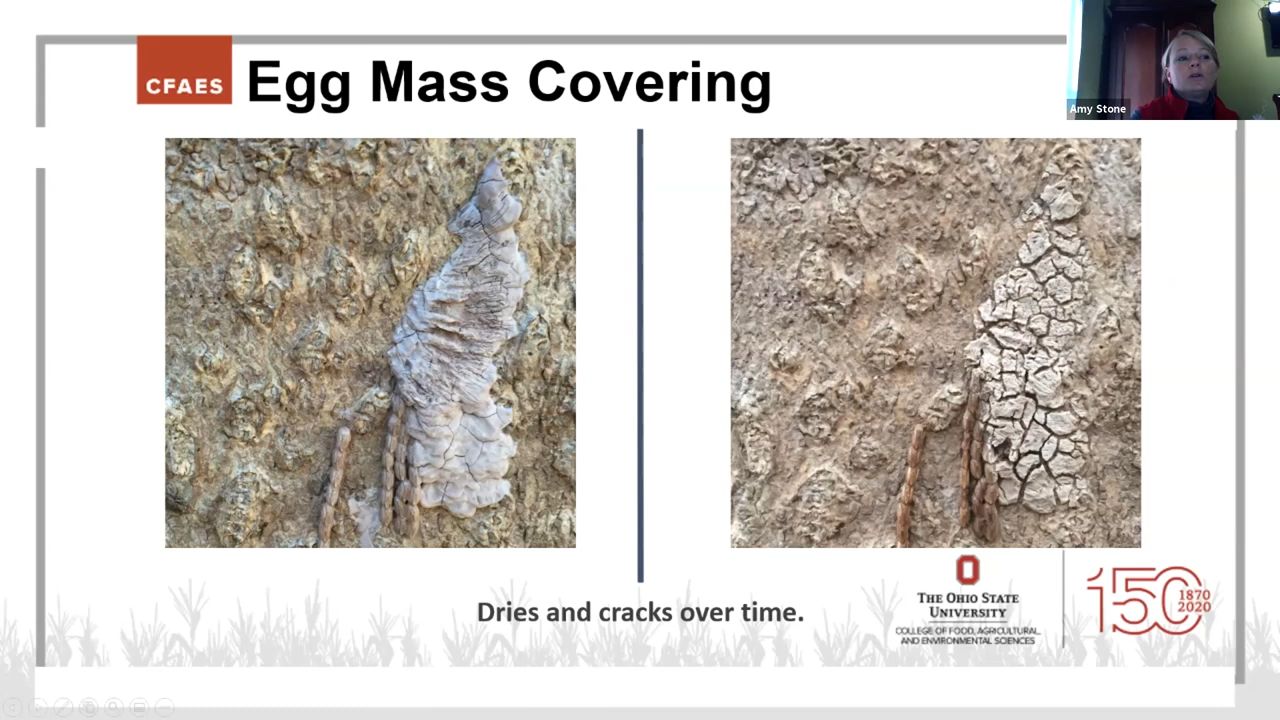 CFAES
Egg Mass Covering
Amy Stone
Dries and cracks over time.
THE OHIO STATE
UNIVERSITY
COLLEGE OF FOOD, AGRICULTURAL,
AND ENVIRONMENTAL SCIENCES
150
1870
2020